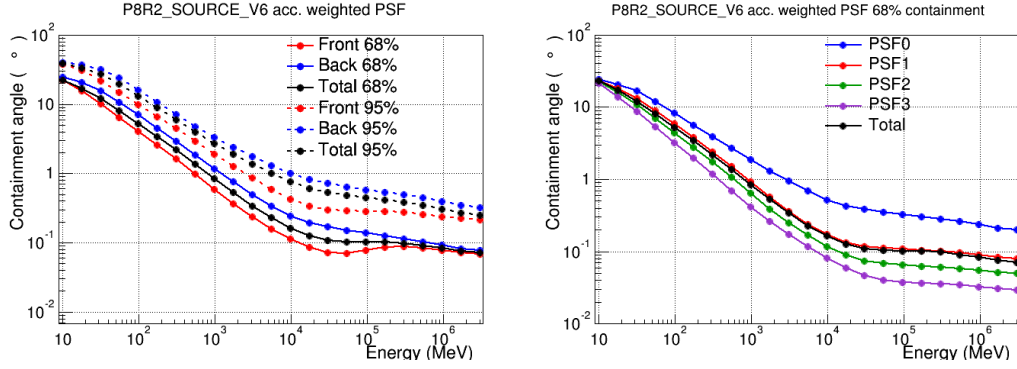 P8R2_SOURCE_V6 acc. weighted PSF
Containment angle ( ° )
10²
10
1
10⁻¹
10⁻²
Front 68%
Back 68%
Total 68%
Front 95%
Back 95%
Total 95%
10
10²
10³
10⁴
10⁵
10⁶
Energy (MeV)
P8R2_SOURCE_V6 acc. weighted PSF 68% containment
Containment angle ( ° )
10²
10
1
10⁻¹
10⁻²
PSF0
PSF1
PSF2
PSF3
Total
10
10²
10³
10⁴
10⁵
10⁶
Energy (MeV)